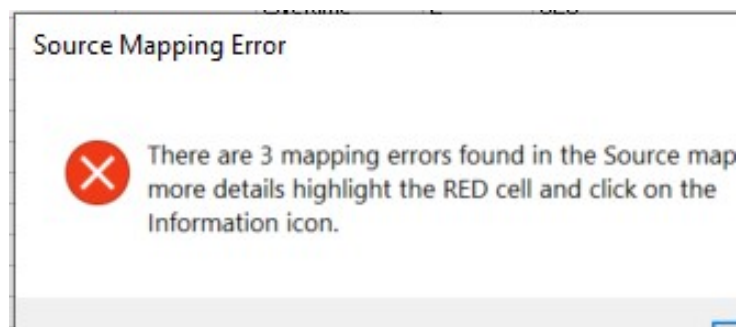 Source Mapping Error
There are 3 mapping errors found in the Source map
more details highlight the RED cell and click on the
Information icon.